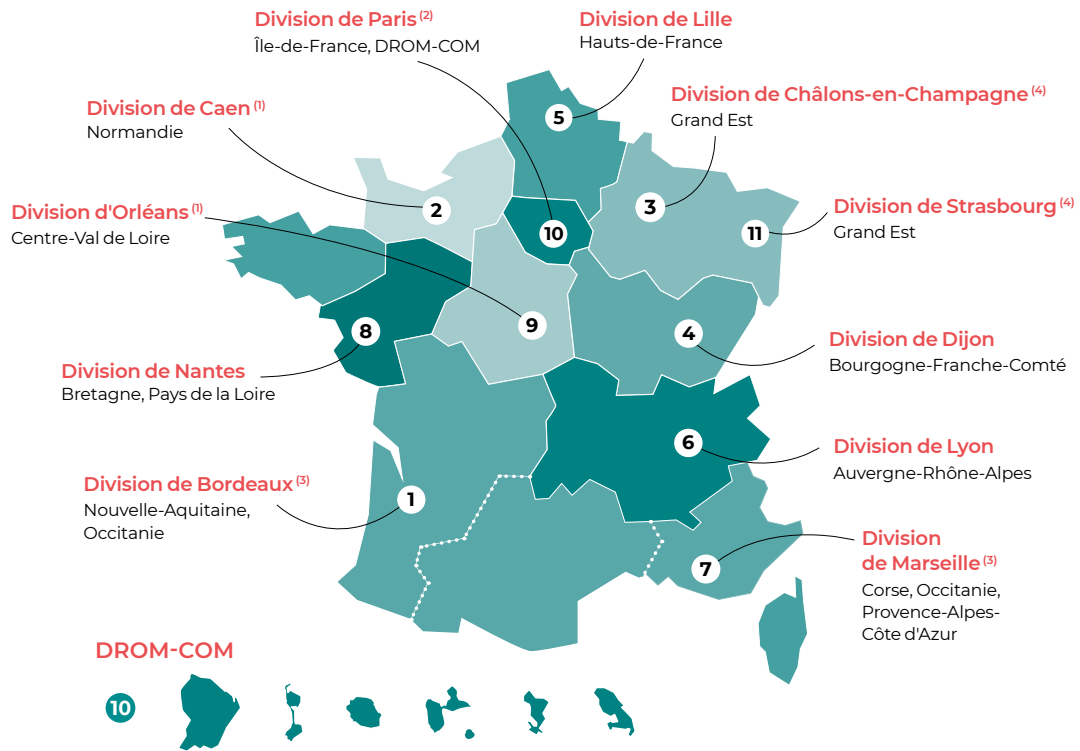 Division de Paris (2)
Île-de-France, DROM-COM
Division de Lille
Hauts-de-France
Division de Caen (1)
Normandie
Division de Châlons-en-Champagne (4)
Grand Est
5
3
2
Division d'Orléans (1)
Centre-Val de Loire
10
11
Division de Strasbourg (4)
Grand Est
8
9
4
Division de Dijon
Bourgogne-Franche-Comté
Division de Nantes
Bretagne, Pays de la Loire
6
Division de Lyon
Auvergne-Rhône-Alpes
Division de Bordeaux (3)
Nouvelle-Aquitaine,
Occitanie
1
7
Division
de Marseille (3)
Corse, Occitanie,
Provence-Alpes-
Côte d'Azur
DROM-COM
10